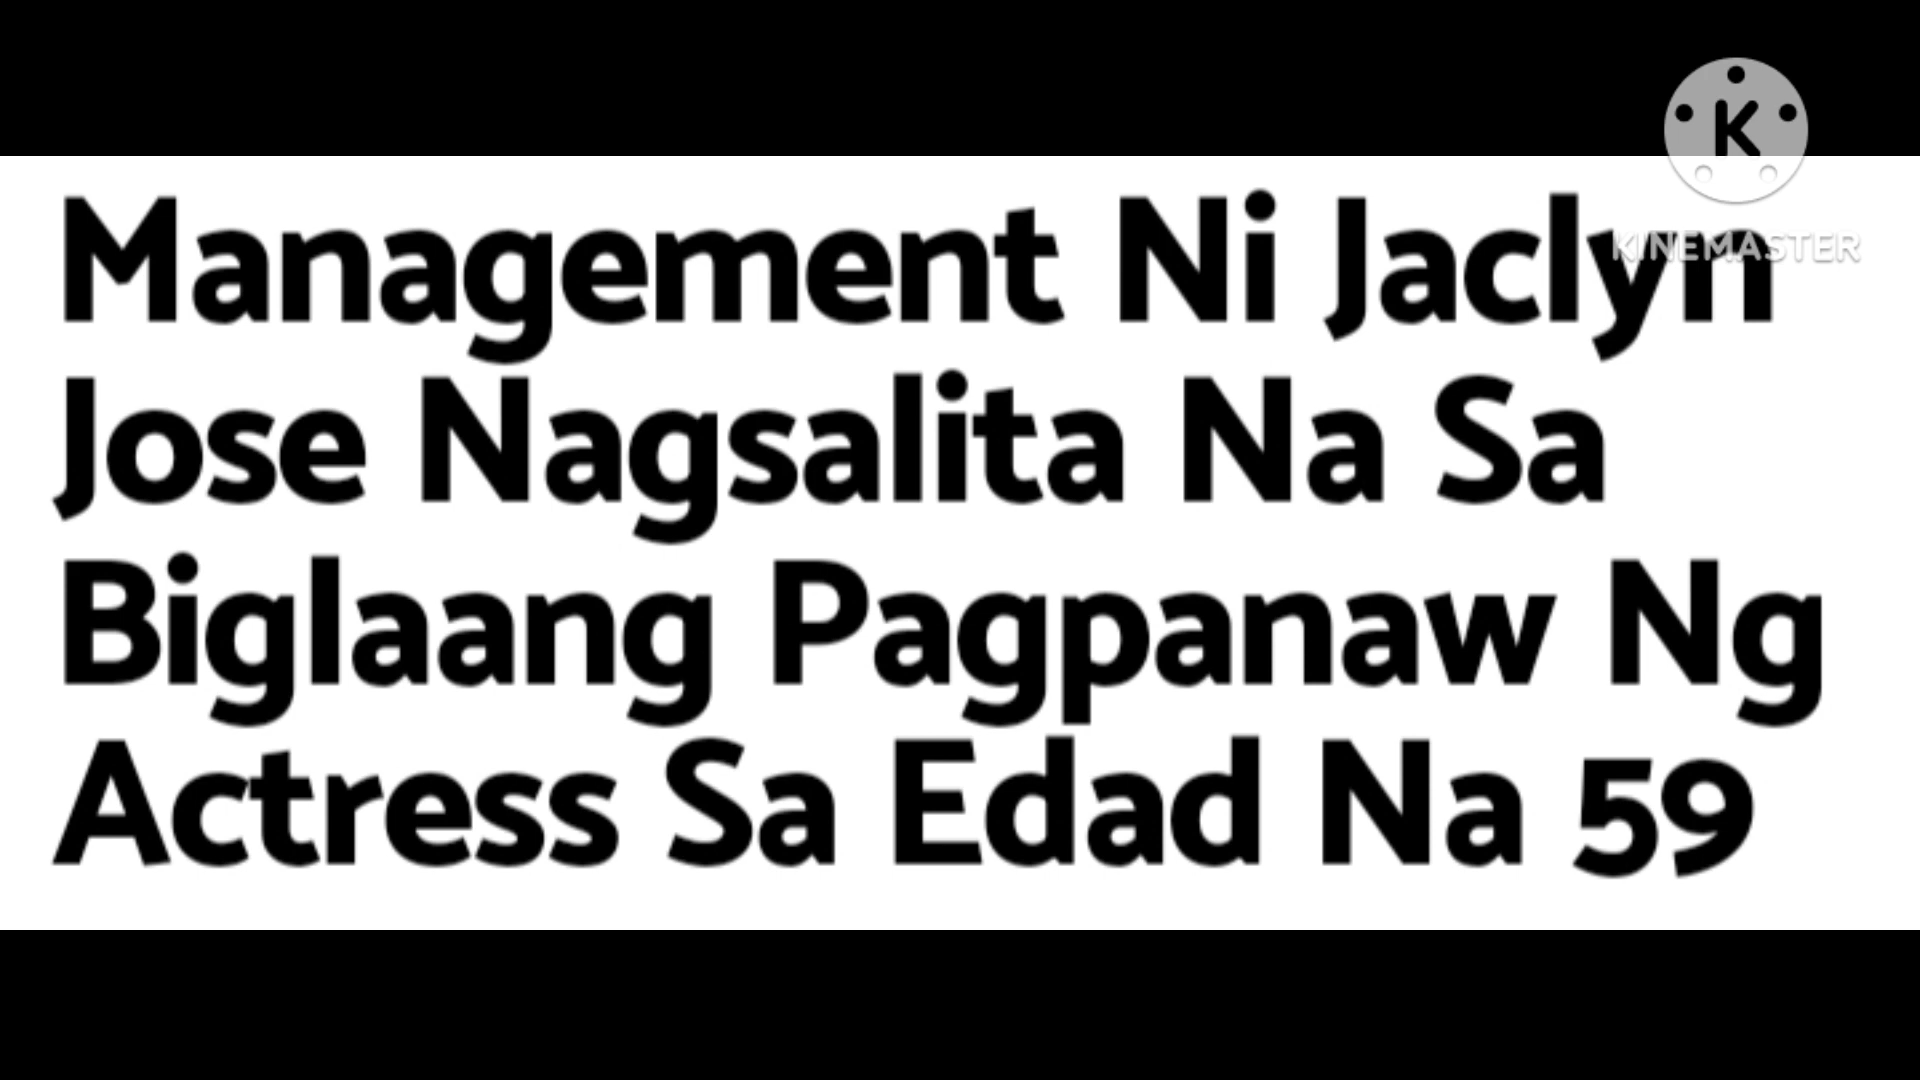 K
KINEMASTER
Management Ni Jaclyn
Jose Nagsalita Na Sa
Biglaang Pagpanaw Ng
Actress Sa Edad Na 59